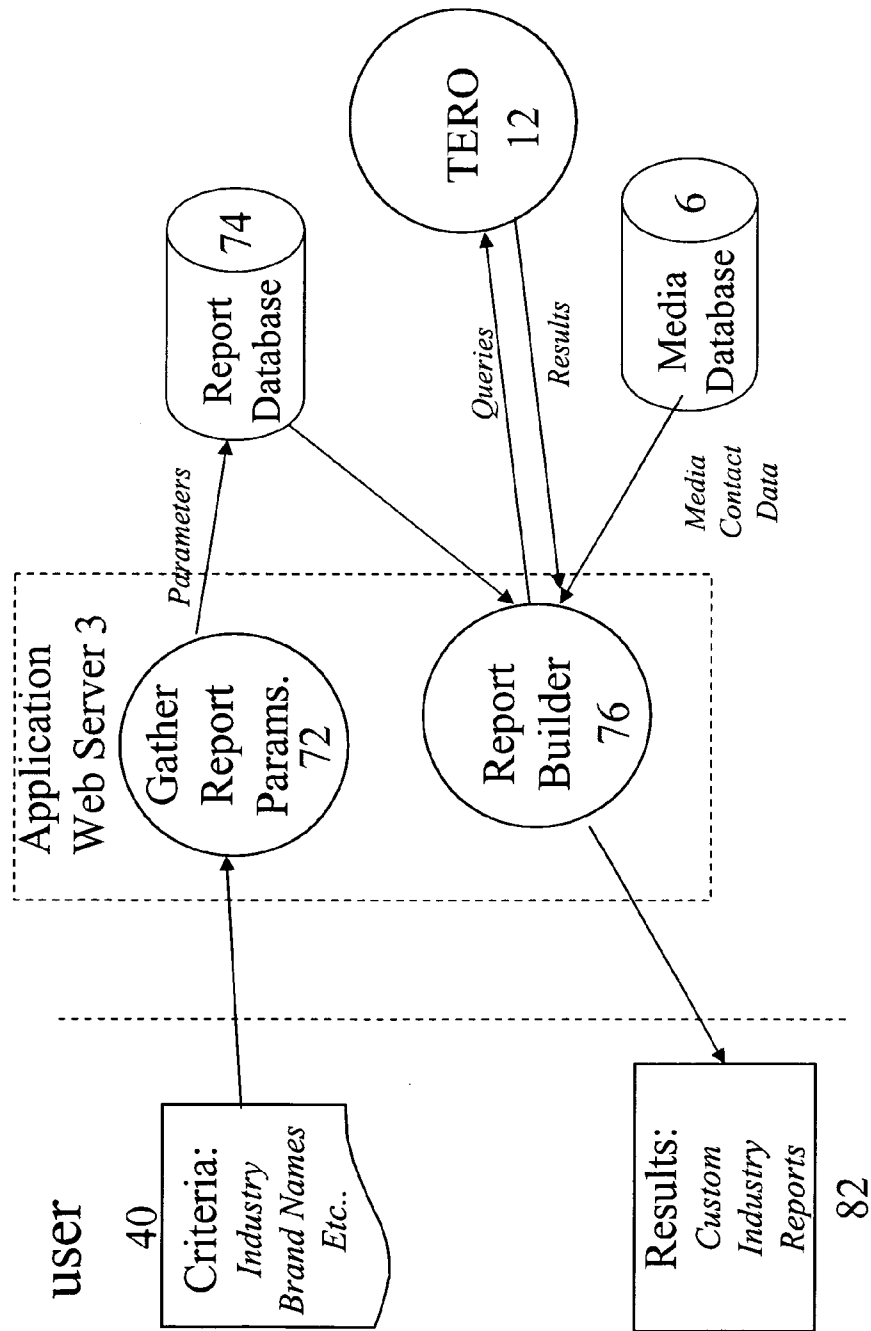 user
40
Criteria:
Industry
Brand Names
Etc..
Results:
Custom
Industry
Reports
82
Application
Web Server 3
Gather
Report
Params.
72
Report
Builder
76
Parameters
Report
Database
74
Queries
Results
TERO
12
Media
Contact
Data
Media
Database
6